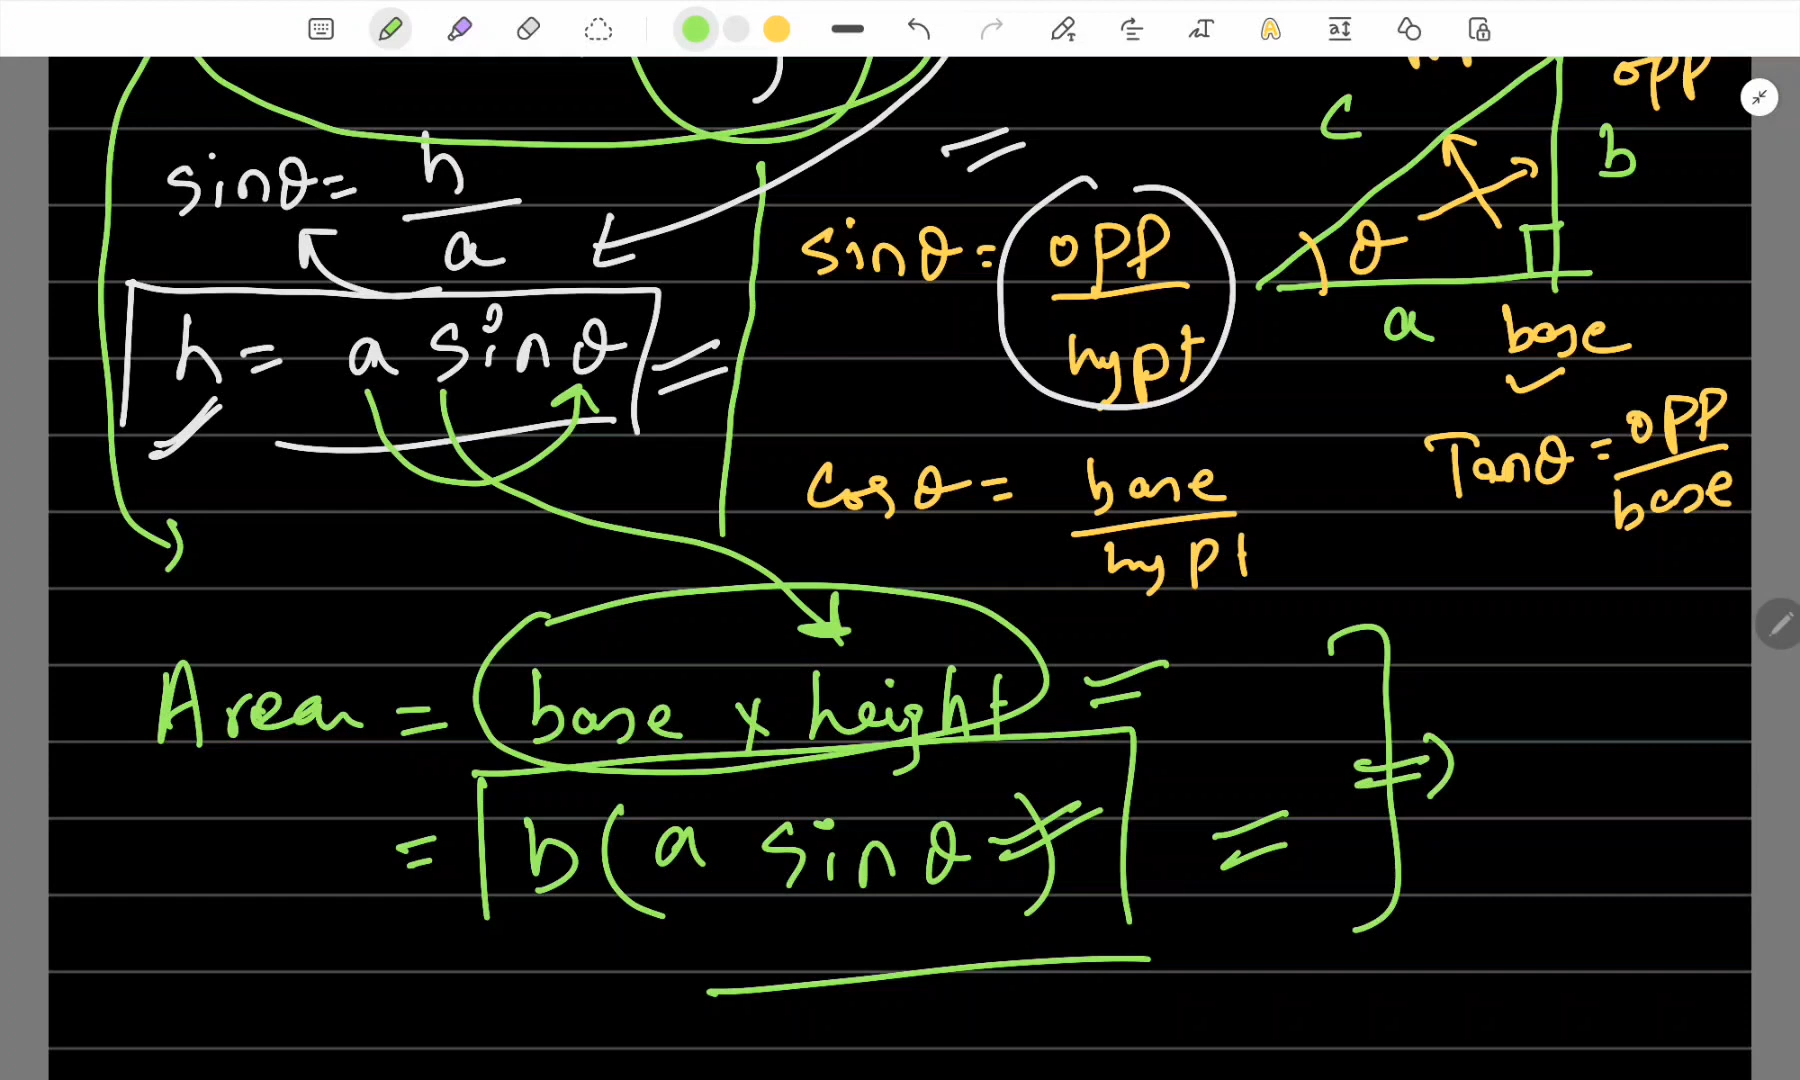 opp
c
b
sinθ = h/a
sinθ = opp/hypt
θ
a
base
h = a sinθ
Tanθ = opp/base
cosθ = base/hypt
Area = base x height =
= b(a sinθ) =